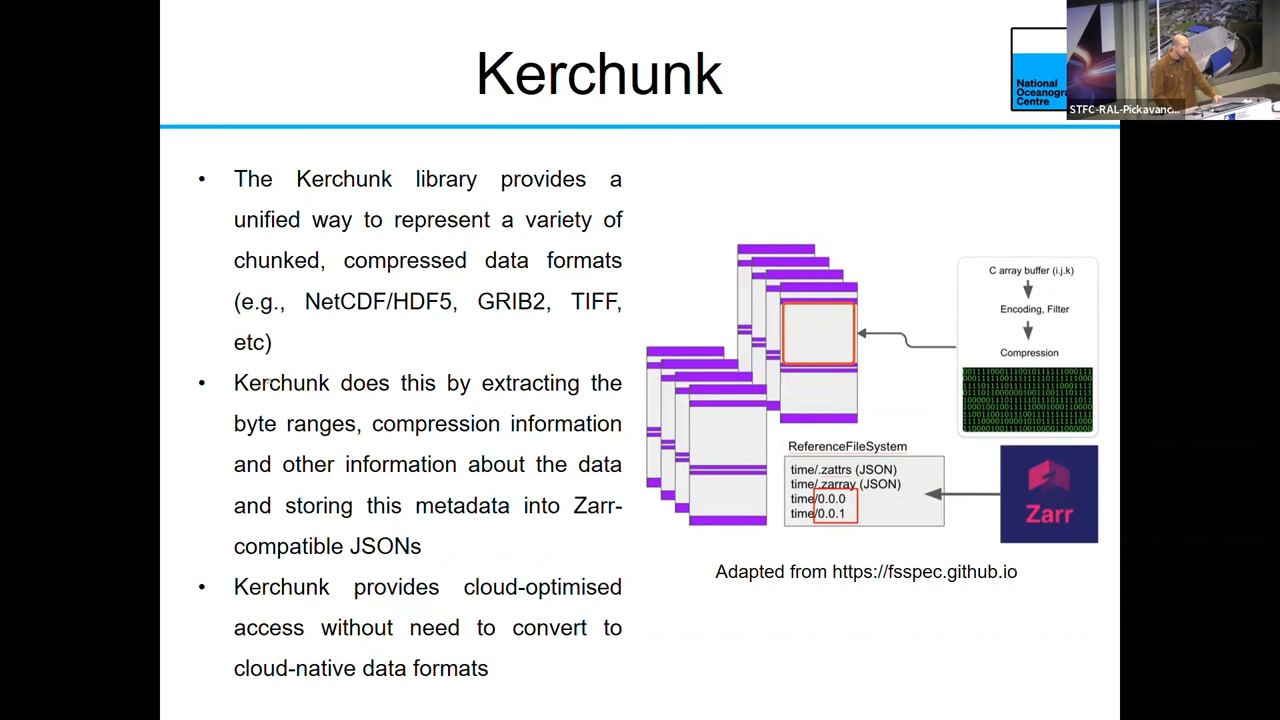 Kerchunk
National
Oceanogra
Centre
STFC-RAL-Pickavanc...
• The Kerchunk library provides a
unified way to represent a variety of
chunked, compressed data formats
(e.g., NetCDF/HDF5, GRIB2, TIFF,
etc)
• Kerchunk does this by extracting the
byte ranges, compression information
and other information about the data
and storing this metadata into Zarr-
compatible JSONs
• Kerchunk provides cloud-optimised
access without need to convert to
cloud-native data formats
C array buffer (i.j.k)
Encoding, Filter
Compression
ReferenceFileSystem
time/.zattrs (JSON)
time/.zarray (JSON)
time/0.0.0
time/0.0.1
Zarr
Adapted from https://fsspec.github.io